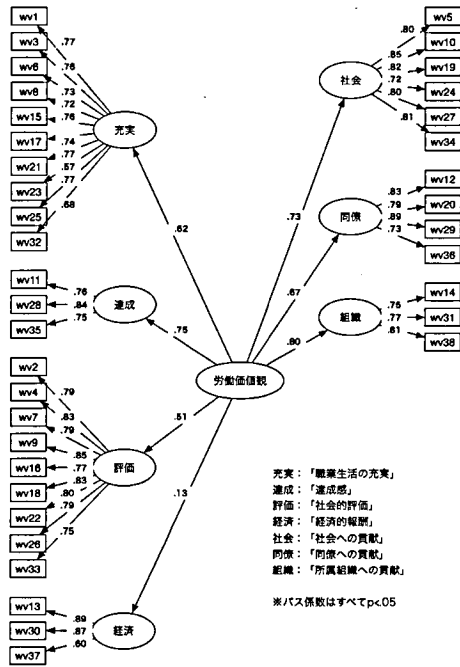 wv1
wv3
wv6
wv8
wv15
wv17
wv21
wv23
wv25
wv32
.77
.76
.73
.72
.76
.74
.77
.57
.77
.68
充実
.62
wv11
wv28
wv35
.76
.84
.75
達成
.75
wv2
wv4
wv7
wv9
wv16
wv18
wv22
wv26
wv33
.79
.83
.79
.85
.77
.83
.80
.79
.75
評価
.51
wv13
wv30
wv37
.89
.87
.60
経済
.13
労働価値観
wv5
wv10
wv19
wv24
wv27
wv34
.80
.85
.82
.72
.80
.81
社会
.73
wv12
wv20
wv29
wv36
.83
.79
.89
.73
同僚
.67
wv14
wv31
wv38
.75
.77
組織
.80
充実：「職業生活の充実」
達成：「達成感」
評価：「社会的評価」
経済：「経済的報酬」
社会：「社会への貢献」
同僚：「同僚への貢献」
組織：「所属組織への貢献」
※パス係数はすべてp<.05